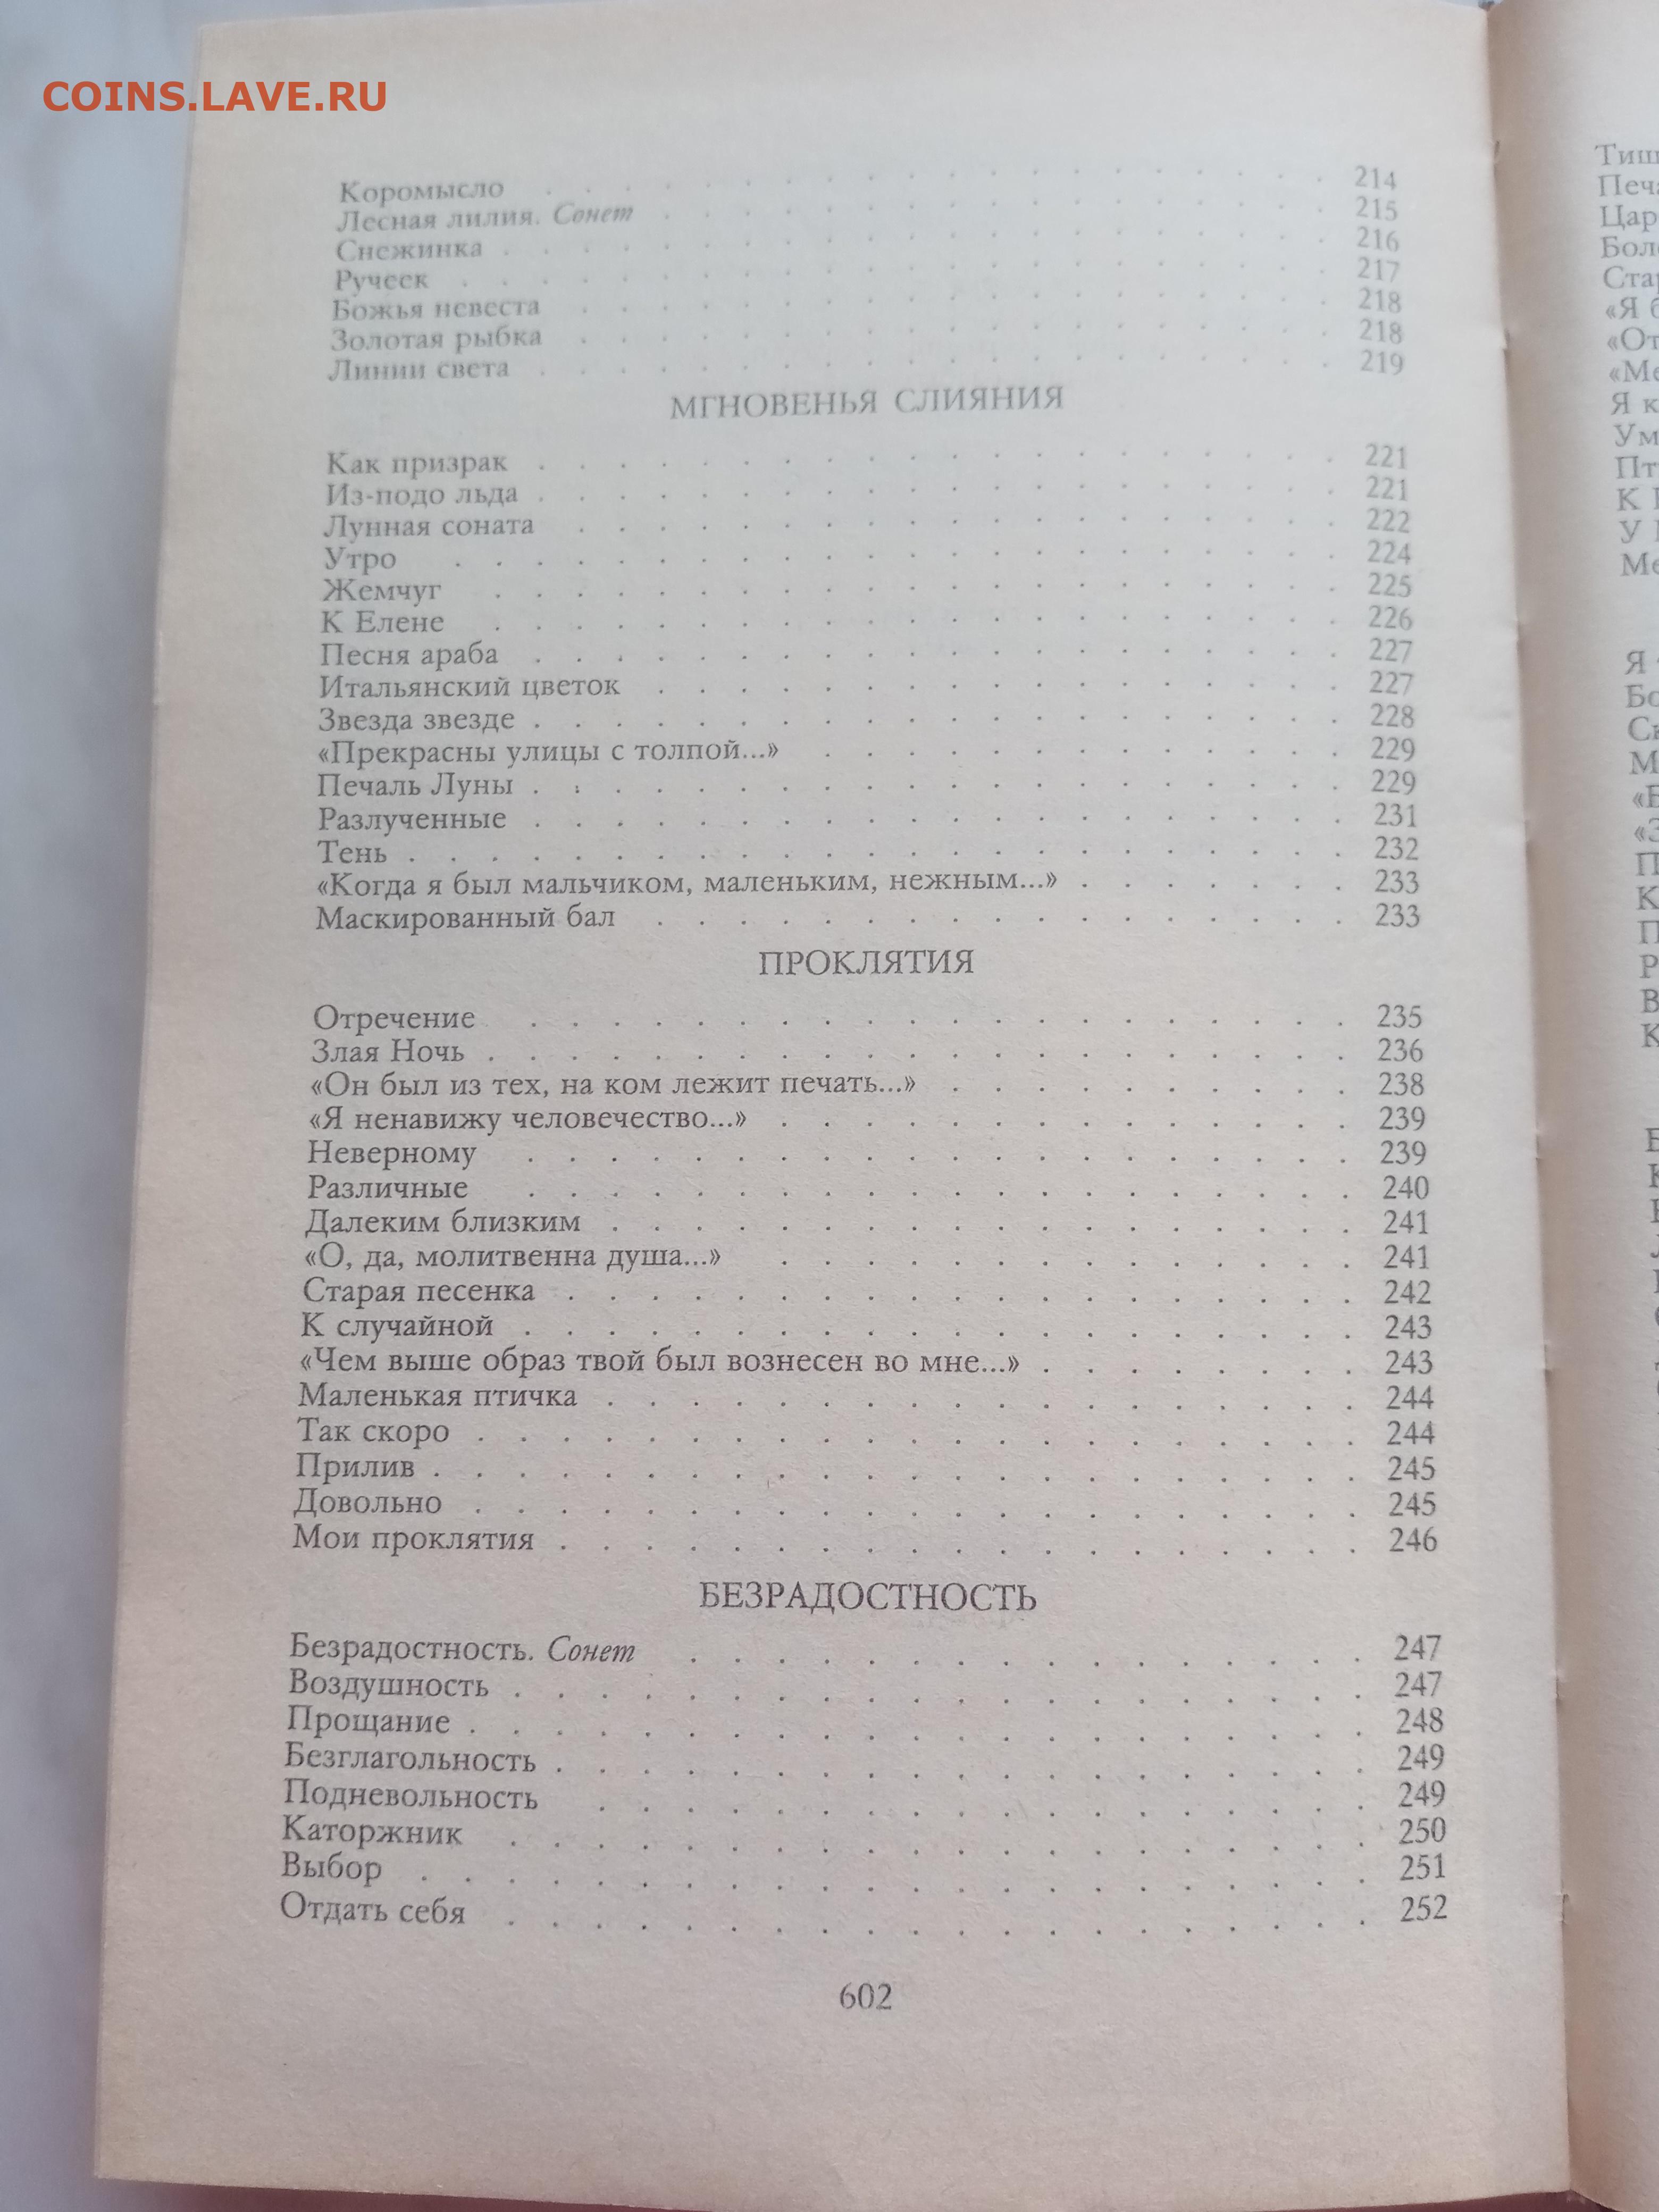 COINS.LAVE.RU
Коромысло . . . . . . . . . . . . . . . . . . . . 214
Лесная лилия. Сонет . . . . . . . . . . . . . . . . . 215
Снежинка . . . . . . . . . . . . . . . . . . . . 216
Ручеек . . . . . . . . . . . . . . . . . . . . . 217
Божья невеста . . . . . . . . . . . . . . . . . . . 218
Золотая рыбка . . . . . . . . . . . . . . . . . . . 218
Линии света . . . . . . . . . . . . . . . . . . . . 219
МГНОВЕНЬЯ СЛИЯНИЯ
Как призрак . . . . . . . . . . . . . . . . . . . . 221
Из-подо льда . . . . . . . . . . . . . . . . . . . . 221
Лунная соната . . . . . . . . . . . . . . . . . . . 222
Утро . . . . . . . . . . . . . . . . . . . . . . 224
Жемчуг . . . . . . . . . . . . . . . . . . . . . 225
К Елене . . . . . . . . . . . . . . . . . . . . . 226
Песня араба . . . . . . . . . . . . . . . . . . . . 227
Итальянский цветок . . . . . . . . . . . . . . . . . 227
Звезда звезде . . . . . . . . . . . . . . . . . . . . 228
«Прекрасны улицы с толпой...» . . . . . . . . . . . . . 229
Печаль Луны . . . . . . . . . . . . . . . . . . . . 229
Разлученные . . . . . . . . . . . . . . . . . . . . 231
Тень . . . . . . . . . . . . . . . . . . . . . . . 232
«Когда я был мальчиком, маленьким, нежным...» . . . . . . . 233
Маскированный бал . . . . . . . . . . . . . . . . . 233
ПРОКЛЯТИЯ
Отречение . . . . . . . . . . . . . . . . . . . . 235
Злая Ночь . . . . . . . . . . . . . . . . . . . . . 236
«Он был из тех, на ком лежит печать...» . . . . . . . . . . 238
«Я ненавижу человечество...» . . . . . . . . . . . . . . 239
Неверному . . . . . . . . . . . . . . . . . . . . 239
Различные . . . . . . . . . . . . . . . . . . . . 240
Далеким близким . . . . . . . . . . . . . . . . . . 241
«О, да, молитвенна душа...» . . . . . . . . . . . . . . 241
Старая песенка . . . . . . . . . . . . . . . . . . . 242
К случайной . . . . . . . . . . . . . . . . . . . . 243
«Чем выше образ твой был вознесен во мне...» . . . . . . . . 243
Маленькая птичка . . . . . . . . . . . . . . . . . . 244
Так скоро . . . . . . . . . . . . . . . . . . . . . 244
Прилив . . . . . . . . . . . . . . . . . . . . . . 245
Довольно . . . . . . . . . . . . . . . . . . . . . 245
Мои проклятия . . . . . . . . . . . . . . . . . . . 246
БЕЗРАДОСТНОСТЬ
Безрадостность. Сонет . . . . . . . . . . . . . . . . 247
Воздушность . . . . . . . . . . . . . . . . . . . . 247
Прощание . . . . . . . . . . . . . . . . . . . . . 248
Безглагольность . . . . . . . . . . . . . . . . . . . 249
Подневольность . . . . . . . . . . . . . . . . . . 249
Каторжник . . . . . . . . . . . . . . . . . . . . 250
Выбор . . . . . . . . . . . . . . . . . . . . . . 251
Отдать себя . . . . . . . . . . . . . . . . . . . . 252
602